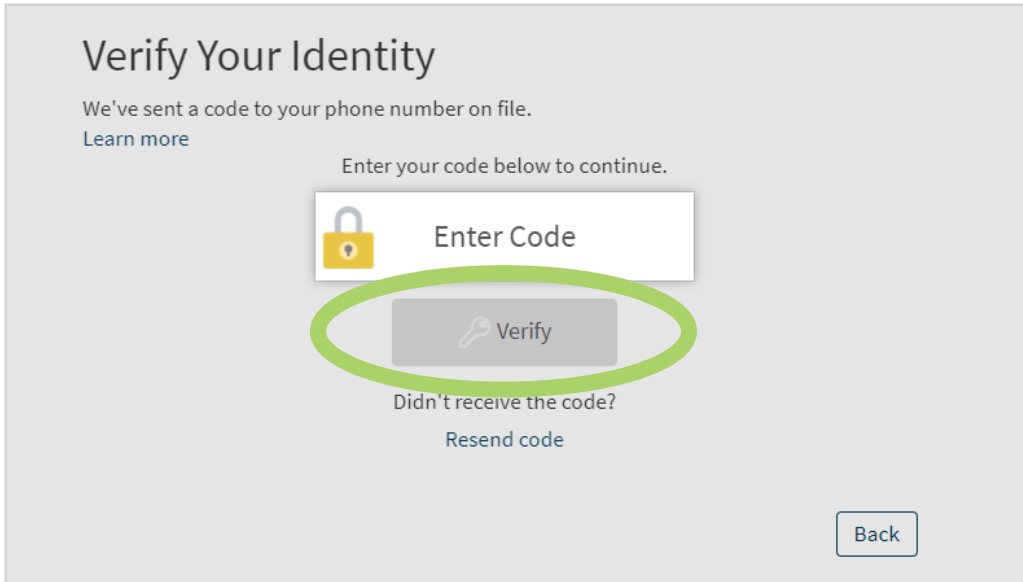 Verify Your Identity
We've sent a code to your phone number on file.
Learn more
Enter your code below to continue.
Enter Code
Verify
Didn't receive the code?
Resend code
Back